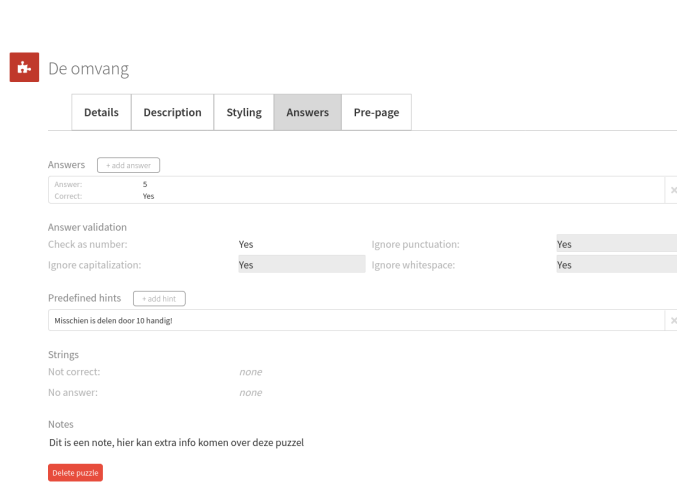 De omvang
Details Description Styling Answers Pre-page
Answers + add answer
Answer: 5
Correct: Yes
Answer validation
Check as number: Yes Ignore punctuation: Yes
Ignore capitalization: Yes Ignore whitespace: Yes
Predefined hints + add hint
Misschien is delen door 10 handig!
Strings
Not correct: none
No answer: none
Notes
Dit is een note, hier kan extra info komen over deze puzzel
Delete puzzle